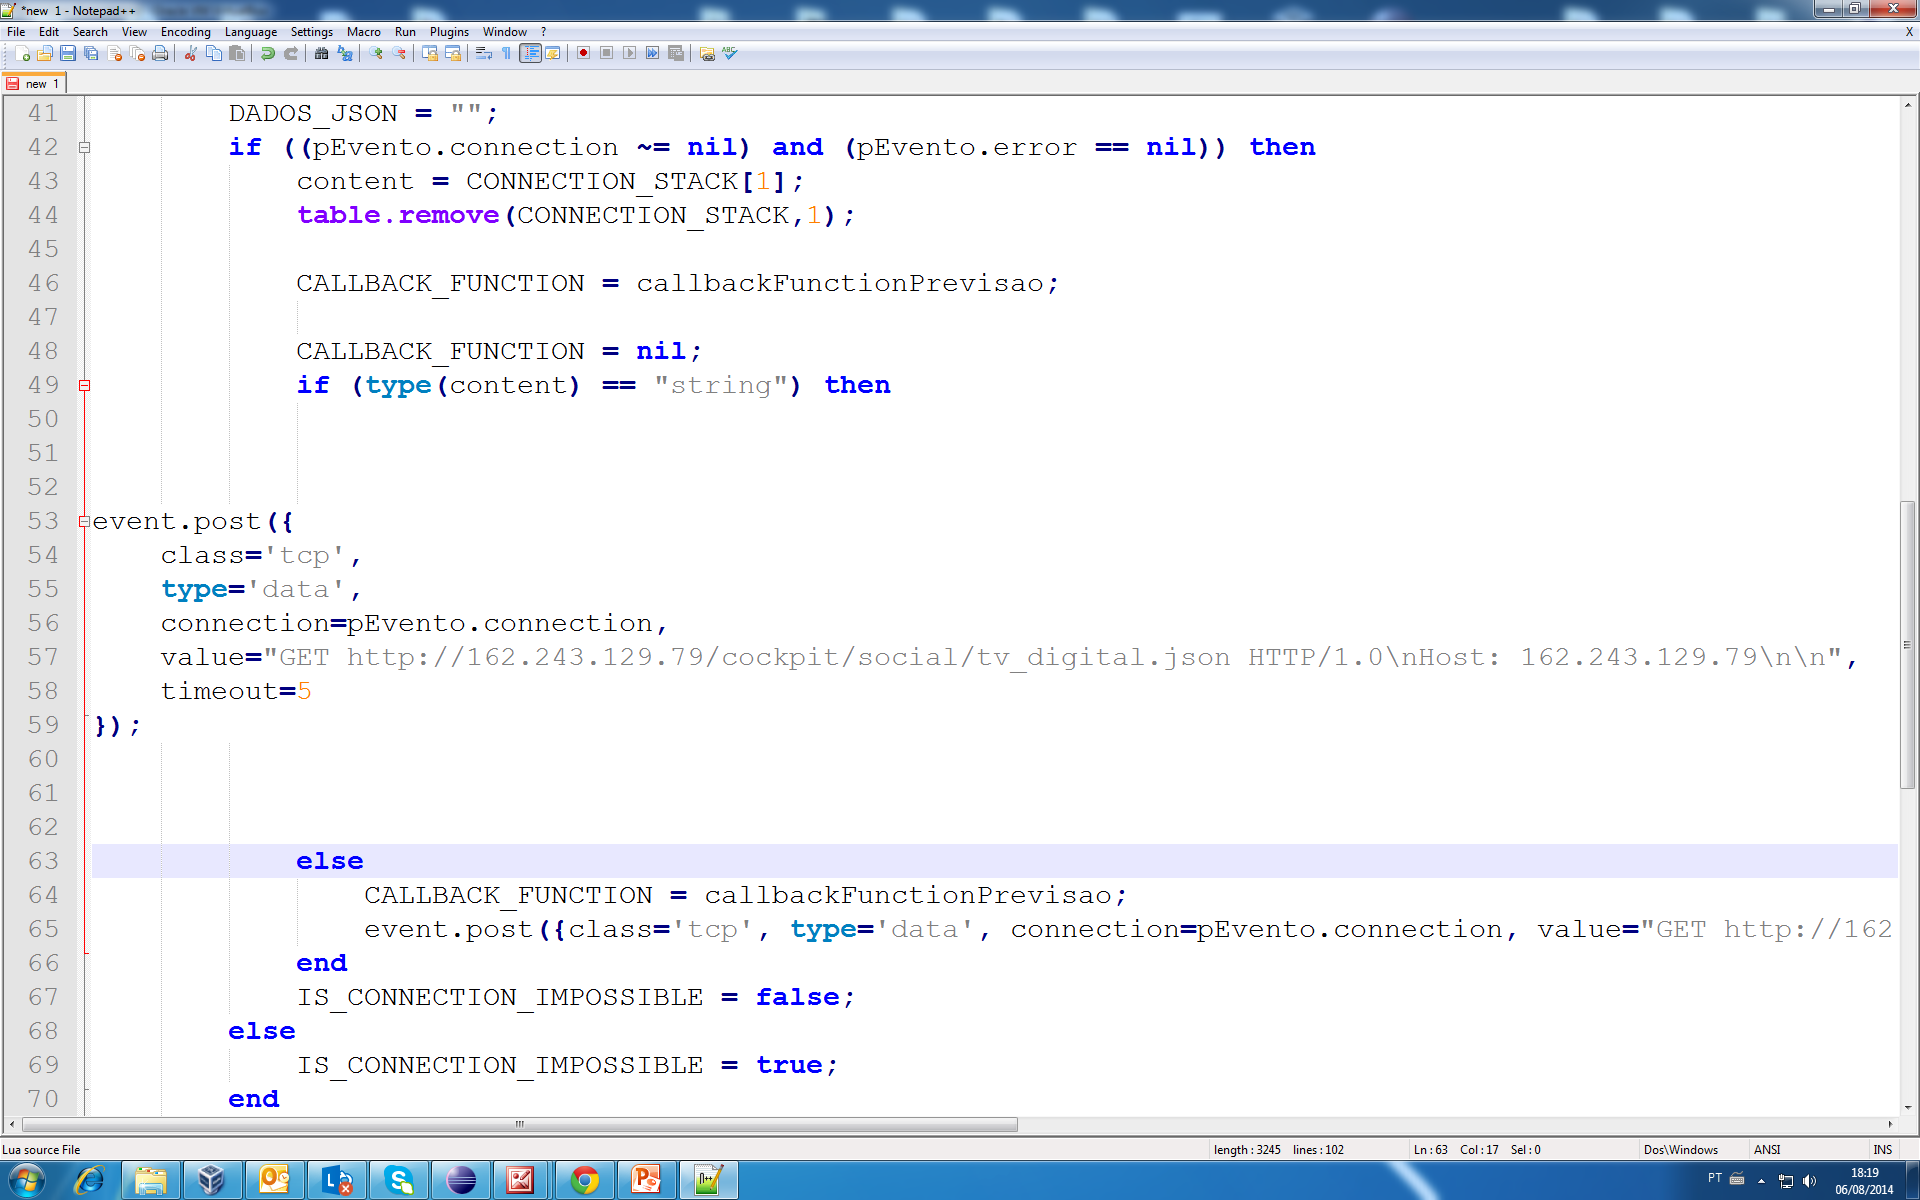 *new 1 - Notepad++
File Edit Search View Encoding Language Settings Macro Run Plugins Window ? X
new 1
41 DADOS_JSON = "";
42 if ((pEvento.connection ~= nil) and (pEvento.error == nil)) then
43 content = CONNECTION_STACK[1];
44 table.remove(CONNECTION_STACK,1);
45
46 CALLBACK_FUNCTION = callbackFunctionPrevisao;
47
48 CALLBACK_FUNCTION = nil;
49 if (type(content) == "string") then
50
51
52
53 event.post({
54 class='tcp',
55 type='data',
56 connection=pEvento.connection,
57 value="GET http://162.243.129.79/cockpit/social/tv_digital.json HTTP/1.0\nHost: 162.243.129.79\n\n",
58 timeout=5
59 });
60
61
62
63 else
64 CALLBACK_FUNCTION = callbackFunctionPrevisao;
65 event.post({class='tcp', type='data', connection=pEvento.connection, value="GET http://162
66 end
67 IS_CONNECTION_IMPOSSIBLE = false;
68 else
69 IS_CONNECTION_IMPOSSIBLE = true;
70 end
Lua source File length : 3245 lines : 102 Ln : 63 Col : 17 Sel : 0 Dos\Windows ANSI INS
PT 18:19
06/08/2014